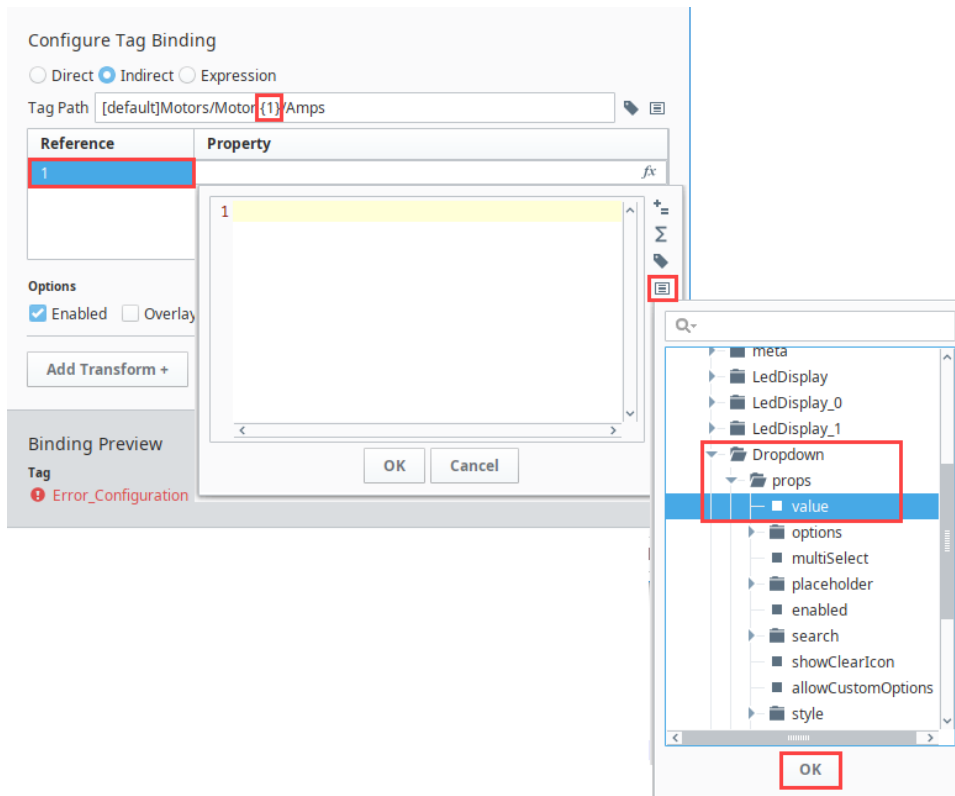 Configure Tag Binding
Direct Indirect Expression
Tag Path [default]Motors/Motor {1}/Amps
Reference Property
1 fx
1
Options
Enabled Overlay
Add Transform +
OK Cancel
Binding Preview
Tag
Error_Configuration
meta
LedDisplay
LedDisplay_0
LedDisplay_1
Dropdown
props
value
options
multiSelect
placeholder
enabled
search
showClearIcon
allowCustomOptions
style
OK